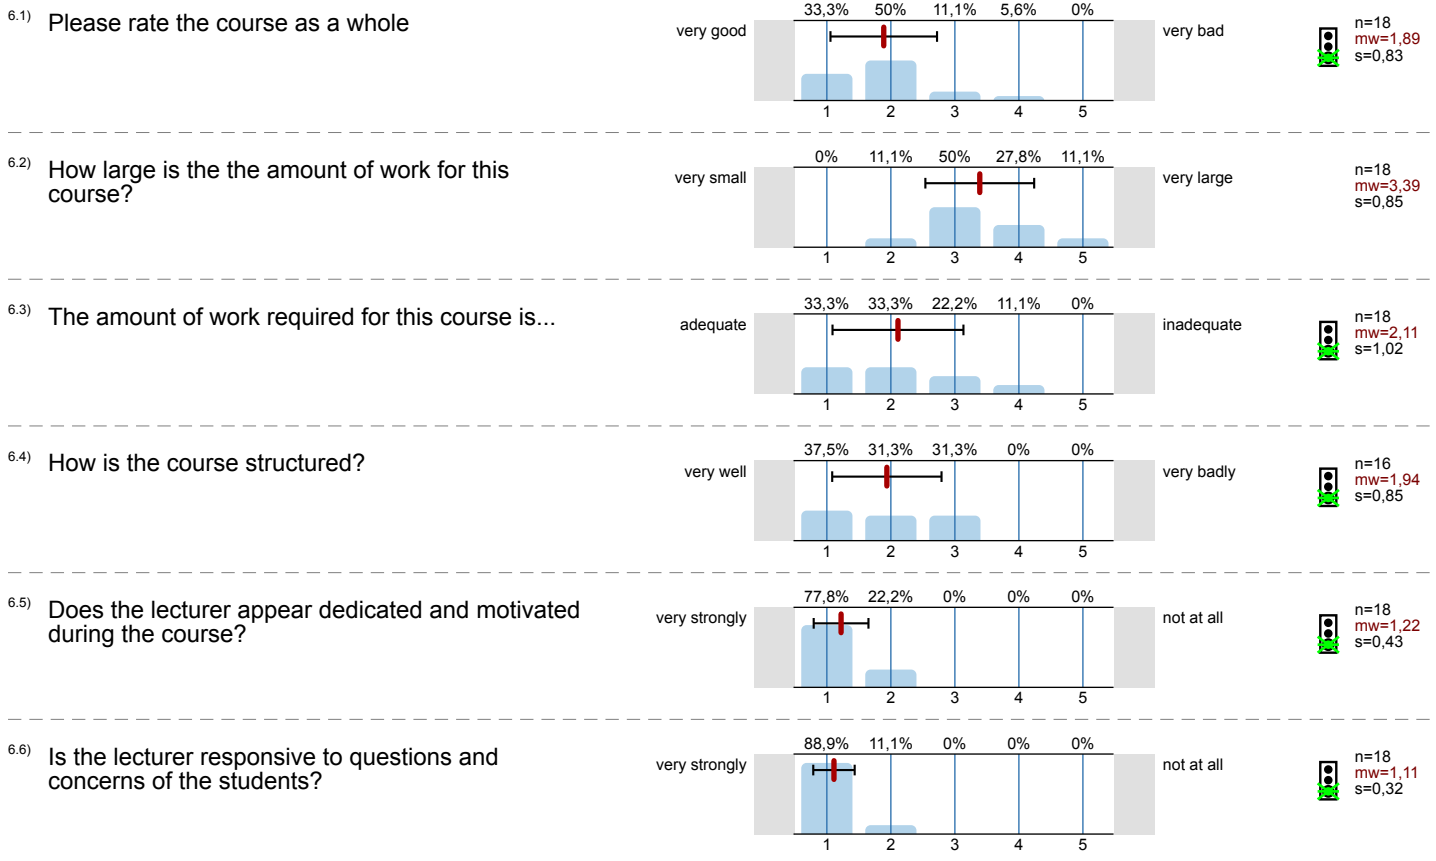 6.1) Please rate the course as a whole
33,3% 50% 11,1% 5,6% 0%
very good
very bad
1 2 3 4 5
n=18
mw=1,89
s=0,83
6.2) How large is the the amount of work for this
course?
0% 11,1% 50% 27,8% 11,1%
very small
very large
1 2 3 4 5
n=18
mw=3,39
s=0,85
6.3) The amount of work required for this course is...
33,3% 33,3% 22,2% 11,1% 0%
adequate
inadequate
1 2 3 4 5
n=18
mw=2,11
s=1,02
6.4) How is the course structured?
37,5% 31,3% 31,3% 0% 0%
very well
very badly
1 2 3 4 5
n=16
mw=1,94
s=0,85
6.5) Does the lecturer appear dedicated and motivated
during the course?
77,8% 22,2% 0% 0% 0%
very strongly
not at all
1 2 3 4 5
n=18
mw=1,22
s=0,43
6.6) Is the lecturer responsive to questions and
concerns of the students?
88,9% 11,1% 0% 0% 0%
very strongly
not at all
1 2 3 4 5
n=18
mw=1,11
s=0,32